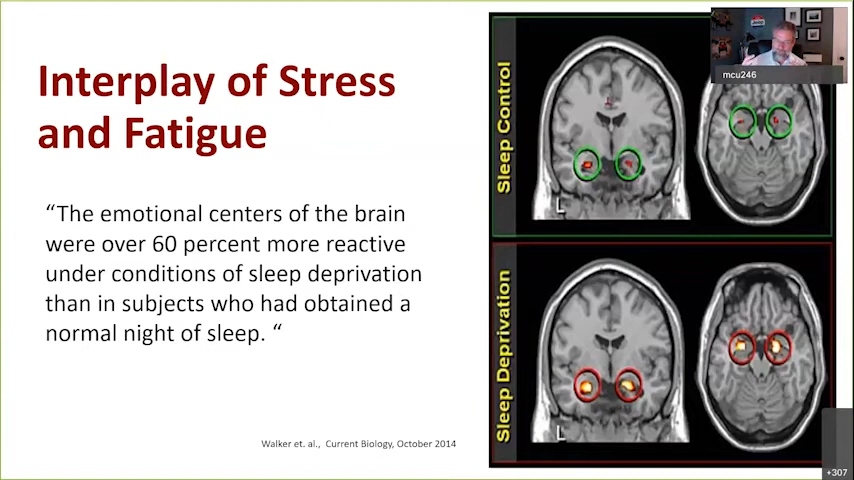 Interplay of Stress
and Fatigue
“The emotional centers of the brain
were over 60 percent more reactive
under conditions of sleep deprivation
than in subjects who had obtained a
normal night of sleep. “
Walker et. al., Current Biology, October 2014
Sleep Control
L
Sleep Deprivation
L
mcu246
+307